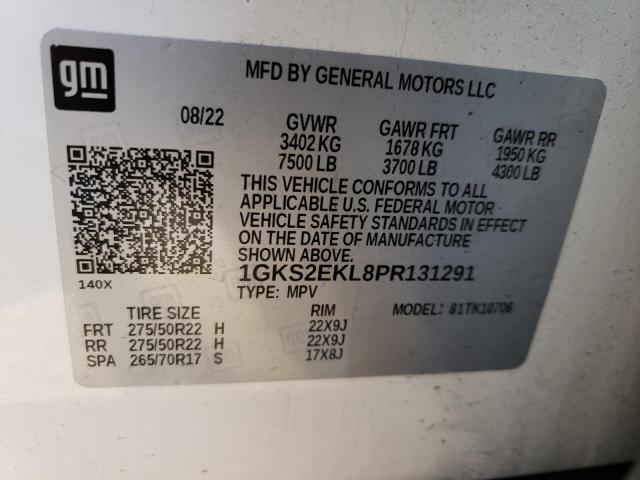 gm
MFD BY GENERAL MOTORS LLC
08/22 GVWR GAWR FRT GAWR RR
3402 KG 1678 KG 1950 KG
7500 LB 3700 LB 4300 LB
THIS VEHICLE CONFORMS TO ALL
APPLICABLE U.S. FEDERAL MOTOR
VEHICLE SAFETY STANDARDS IN EFFECT
ON THE DATE OF MANUFACTURE
SHOWN ABOVE.
140X
1GKS2EKL8PR131291
TYPE: MPV MODEL: 81TK10706
TIRE SIZE RIM
FRT 275/50R22 H 22X9J
RR 275/50R22 H 22X9J
SPA 265/70R17 S 17X8J